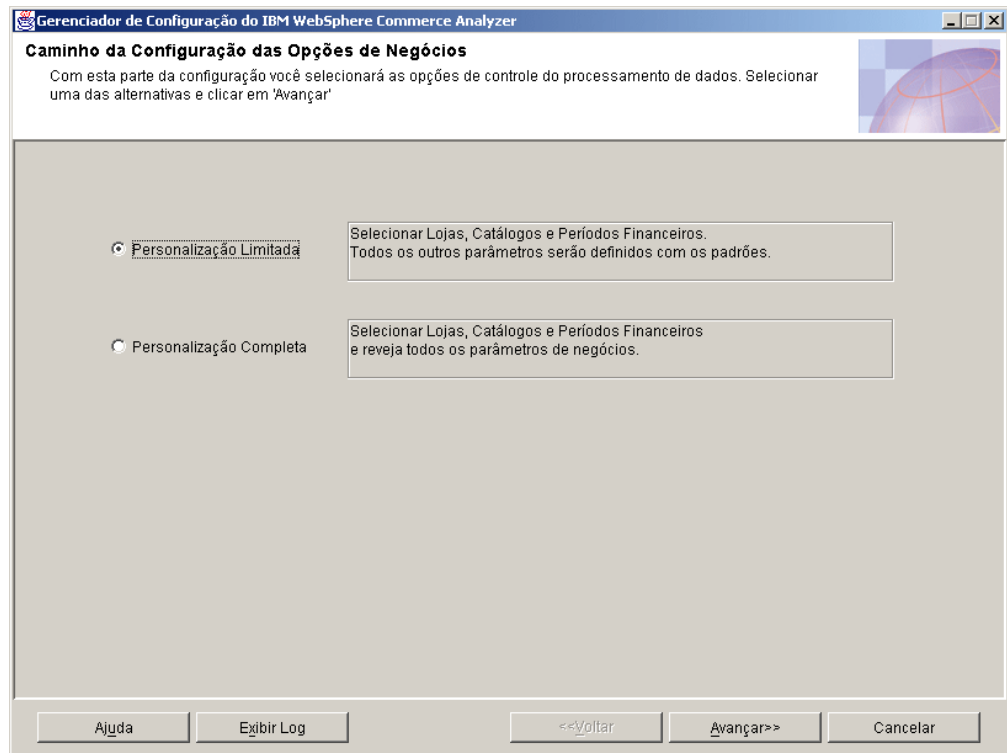 Gerenciador de Configuração do IBM WebSphere Commerce Analyzer
Caminho da Configuração das Opções de Negócios
Com esta parte da configuração você selecionará as opções de controle do processamento de dados. Selecionar
uma das alternativas e clicar em 'Avançar'
Personalização Limitada
Selecionar Lojas, Catálogos e Períodos Financeiros.
Todos os outros parâmetros serão definidos com os padrões.
Personalização Completa
Selecionar Lojas, Catálogos e Períodos Financeiros
e reveja todos os parâmetros de negócios.
Ajuda
Exibir Log
<<Voltar
Avançar>>
Cancelar